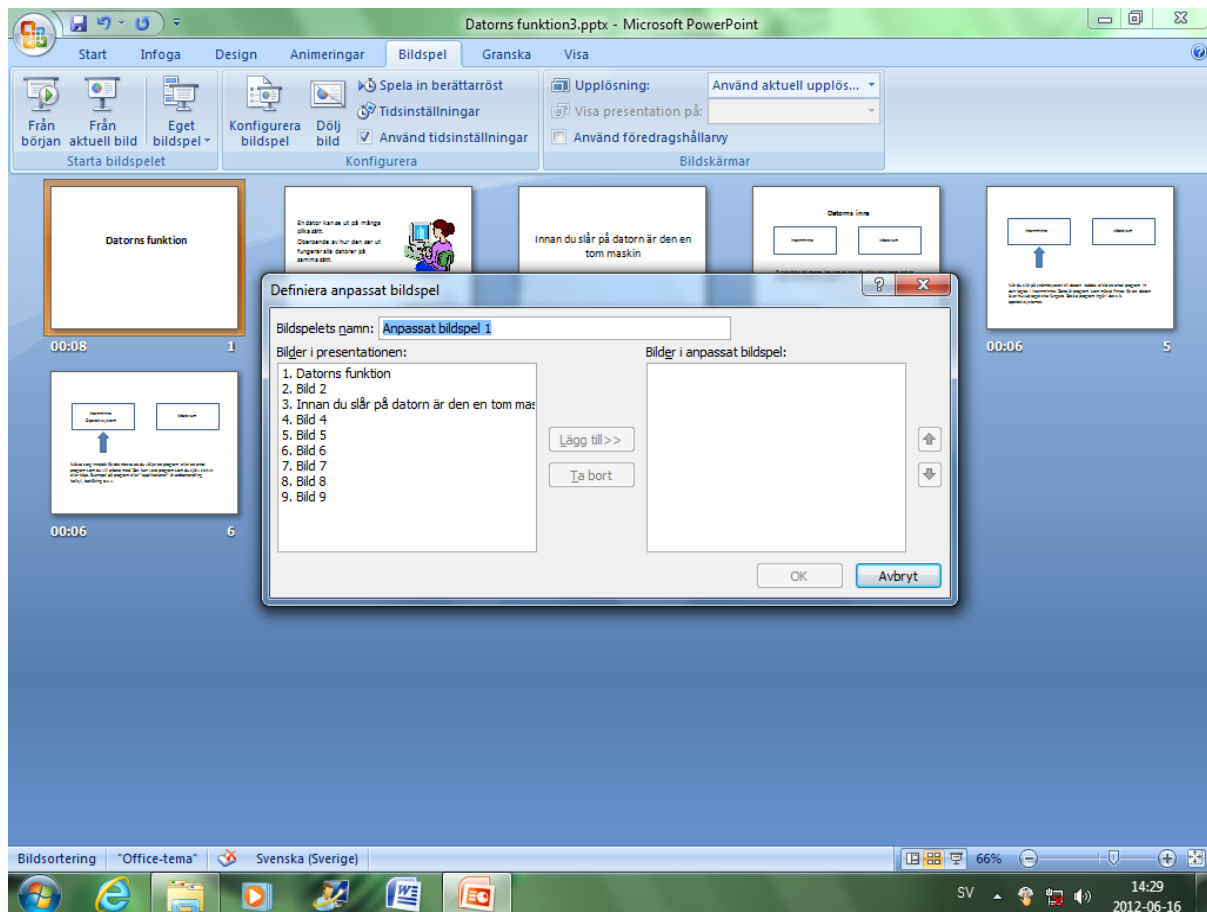 Datorns funktion3.pptx - Microsoft PowerPoint
Start Infoga Design Animeringar Bildspel Granska Visa
Från början
Från aktuell bild
Eget bildspel
Starta bildspelet
Konfigurera bildspel
Dölj bild
Spela in berättarröst
Tidsinställningar
Använd tidsinställningar
Konfigurera
Upplösning: Använd aktuell upplös...
Visa presentation på:
Använd föredragshållarvy
Bildskärmar
Datorns funktion
En dator kan se ut på många
olika sätt.
Oberoende av hur den ser ut
fungerar alla datorer på
samma sätt.
Innan du slår på datorn är den en
tom maskin
Datorns inre
00:08 1
00:06 5
Definiera anpassat bildspel
Bildspelets namn: Anpassat bildspel 1
Bilder i presentationen:
1. Datorns funktion
2. Bild 2
3. Innan du slår på datorn är den en tom mas
4. Bild 4
5. Bild 5
6. Bild 6
7. Bild 7
8. Bild 8
9. Bild 9
Lägg till>>
Ta bort
Bilder i anpassat bildspel:
OK Avbryt
00:06 6
Bildsortering "Office-tema" Svenska (Sverige) 66%
SV 14:29
2012-06-16